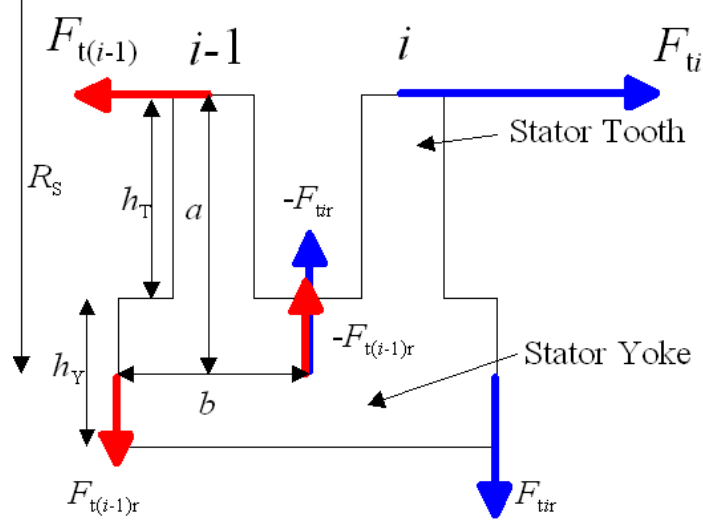 F_t(i-1) i-1 i F_ti
Stator Tooth
R_S h_T a -F_tir
-F_t(i-1)r
Stator Yoke
h_Y b
F_t(i-1)r F_tir